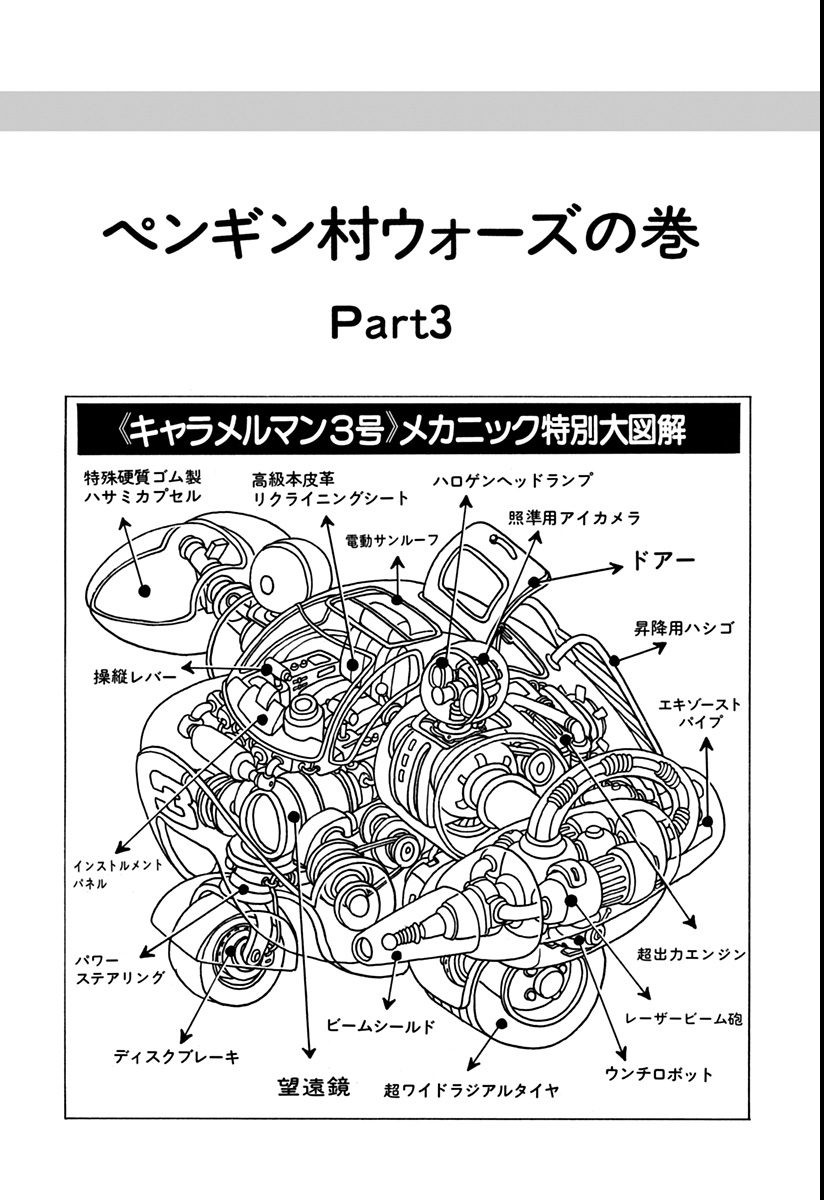 ペンギン村ウォーズの巻
Part3
《キャラメルマン3号》メカニック特別大図解
特殊硬質ゴム製
ハサミカプセル
高級本皮革
リクライニングシート
ハロゲンヘッドランプ
電動サンルーフ
照準用アイカメラ
ドアー
昇降用ハシゴ
操縦レバー
エキゾースト
パイプ
インストルメント
パネル
超出力エンジン
パワー
ステアリング
レーザービーム砲
ビームシールド
ディスクブレーキ
ウンチロボット
望遠鏡
超ワイドラジアルタイヤ